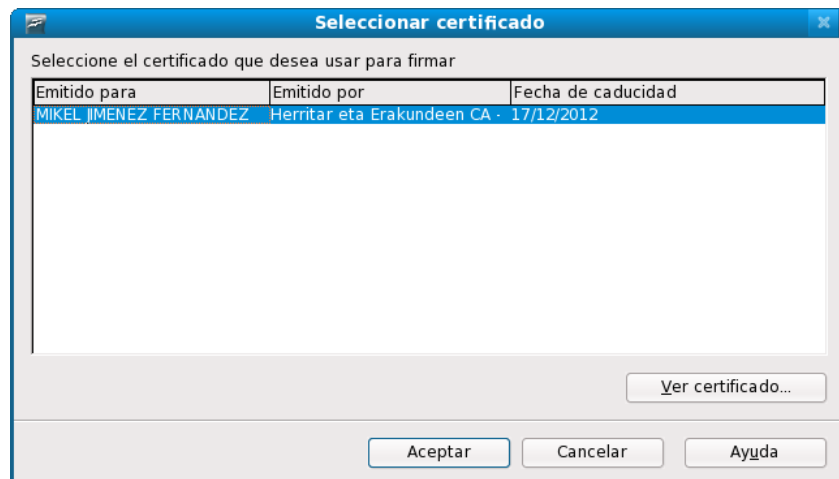 Seleccionar certificado
Seleccione el certificado que desea usar para firmar
Emitido para Emitido por Fecha de caducidad
MIKEL JIMENEZ FERNANDEZ Herritar eta Erakundeen CA - 17/12/2012
Ver certificado...
Aceptar Cancelar Ayuda